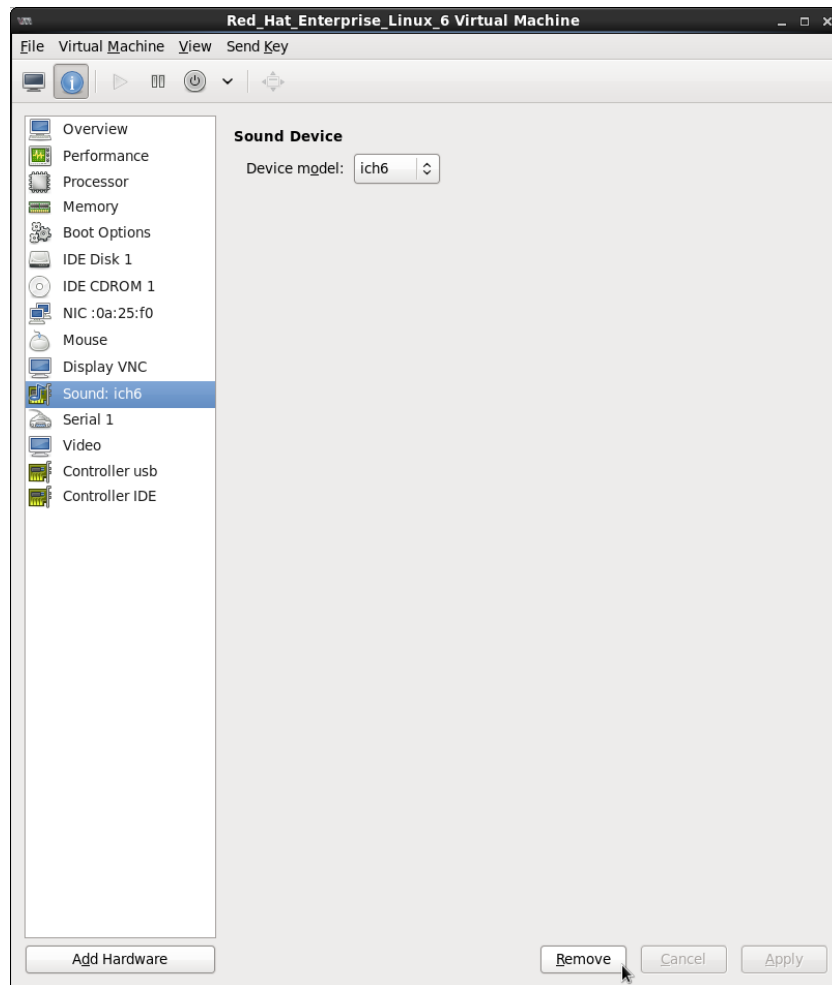 Red_Hat_Enterprise_Linux_6 Virtual Machine
File Virtual Machine View Send Key
Overview
Performance
Processor
Memory
Boot Options
IDE Disk 1
IDE CDROM 1
NIC :0a:25:f0
Mouse
Display VNC
Sound: ich6
Serial 1
Video
Controller usb
Controller IDE
Sound Device
Device model: ich6
Add Hardware
Remove Cancel Apply